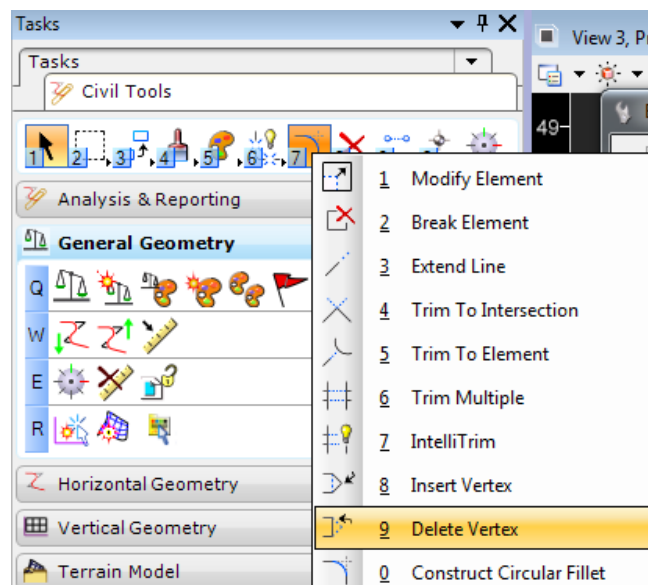 Tasks
View 3, P
Tasks
Civil Tools
49-
1 2 3 4 5 6 7
1 Modify Element
Analysis & Reporting
2 Break Element
General Geometry
3 Extend Line
Q
4 Trim To Intersection
W
5 Trim To Element
E
6 Trim Multiple
R
7 IntelliTrim
Horizontal Geometry
8 Insert Vertex
Vertical Geometry
9 Delete Vertex
Terrain Model
0 Construct Circular Fillet